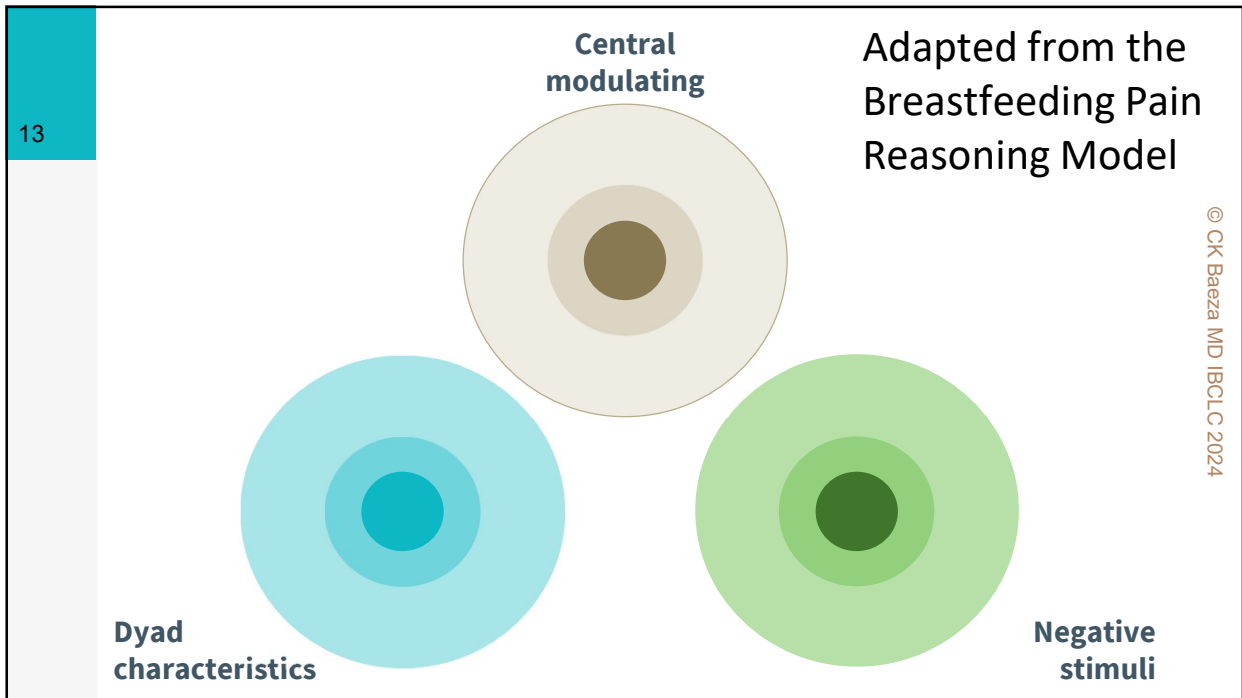 13
Central
modulating
Adapted from the
Breastfeeding Pain
Reasoning Model
© CK Baeza MD IBCLC 2024
Dyad
characteristics
Negative
stimuli